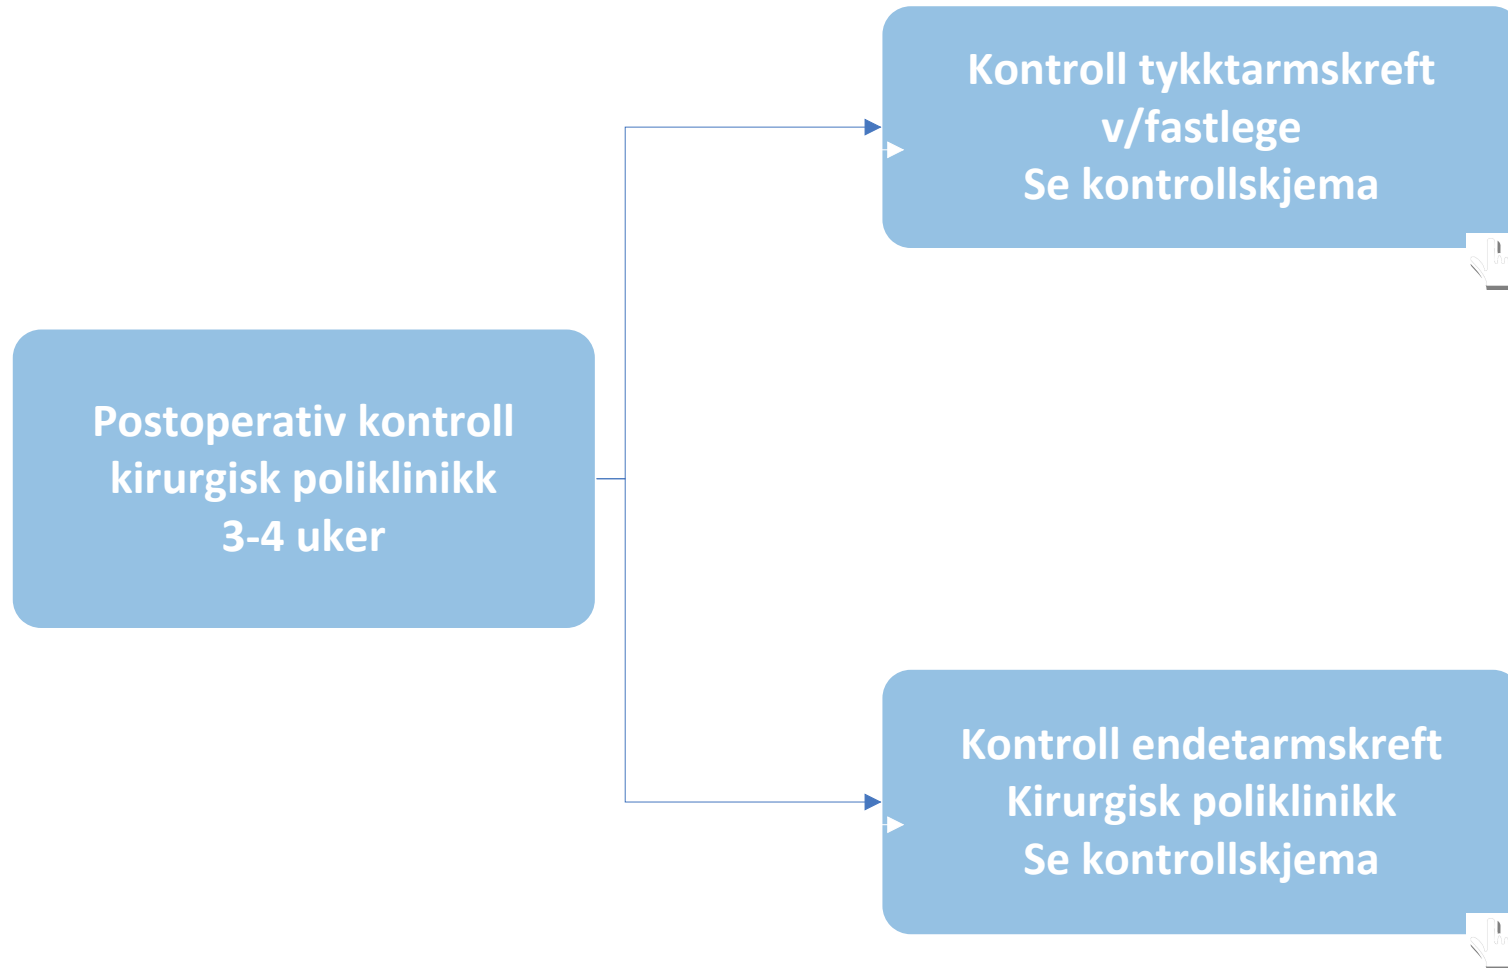 Kontroll tykktarmskreft
v/fastlege
Se kontrollskjema
Postoperativ kontroll
kirurgisk poliklinikk
3-4 uker
Kontroll endetarmskreft
Kirurgisk poliklinikk
Se kontrollskjema